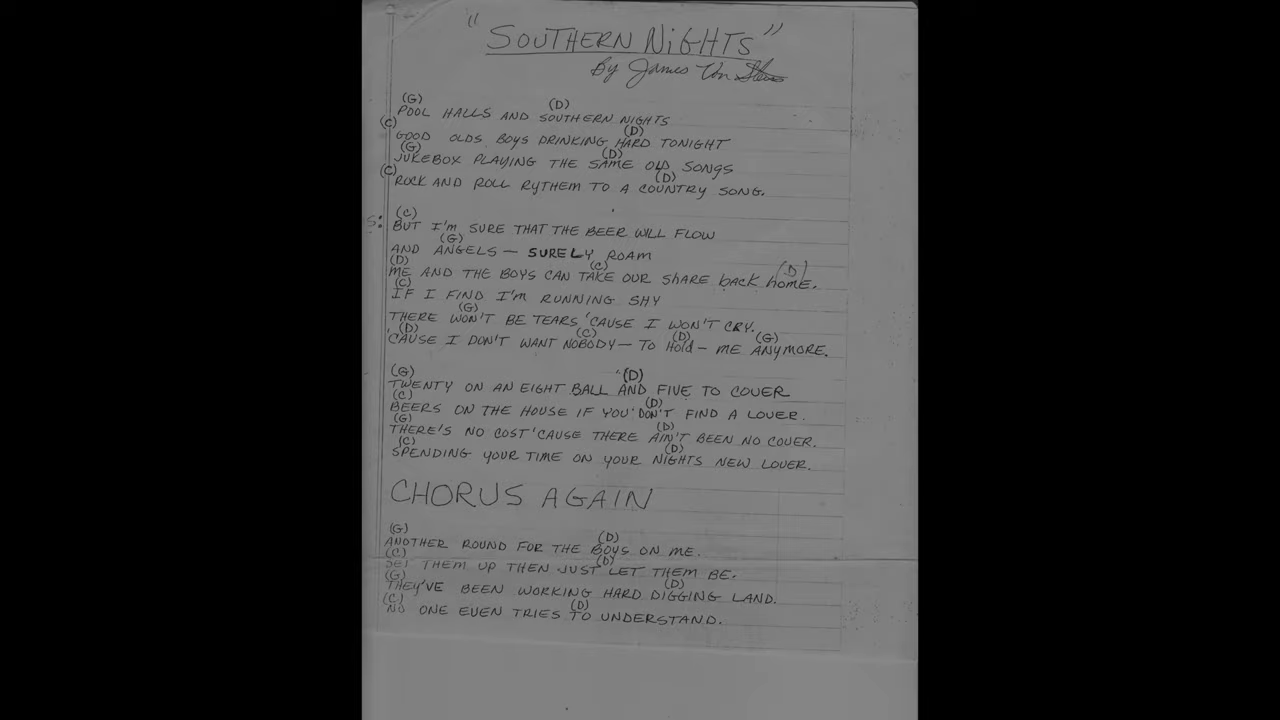 "SOUTHERN NIGHTS"
By James Von
(G) (D)
POOL HALLS AND SOUTHERN NIGHTS
(C) (D)
GOOD OLDS BOYS DRINKING HARD TONIGHT
(G) (D)
JUKEBOX PLAYING THE SAME OLD SONGS
(C) (D)
ROCK AND ROLL RYTHEM TO A COUNTRY SONG.
(C)
S:
BUT I'm SURE THAT THE BEER WILL FLOW
(G)
AND ANGELS — SURELY ROAM
(D) (C) (D)
ME AND THE BOYS CAN TAKE OUR SHARE back home.
(C)
IF I FIND I'm RUNNING SHY
(G)
THERE WON'T BE TEARS 'CAUSE I WON'T CRY.
(D) (C) (D) (G)
'CAUSE I DON'T WANT NOBODY — TO Hold — ME ANYMORE.
(G) (D)
TWENTY ON AN EIGHT BALL AND FIVE TO COVER
(C) (D)
BEERS ON THE HOUSE IF YOU DON'T FIND A LOVER.
(G) (D)
THERE'S NO COST 'CAUSE THERE AIN'T BEEN NO COVER.
(C) (D)
SPENDING YOUR TIME ON YOUR NIGHTS NEW LOVER.
CHORUS AGAIN
(G) (D)
ANOTHER ROUND FOR THE BOYS ON ME.
(C) (D)
SET THEM UP THEN JUST LET THEM BE.
(G) (D)
THEY'VE BEEN WORKING HARD DIGGING LAND.
(C) (D)
NO ONE EVEN TRIES TO UNDERSTAND.